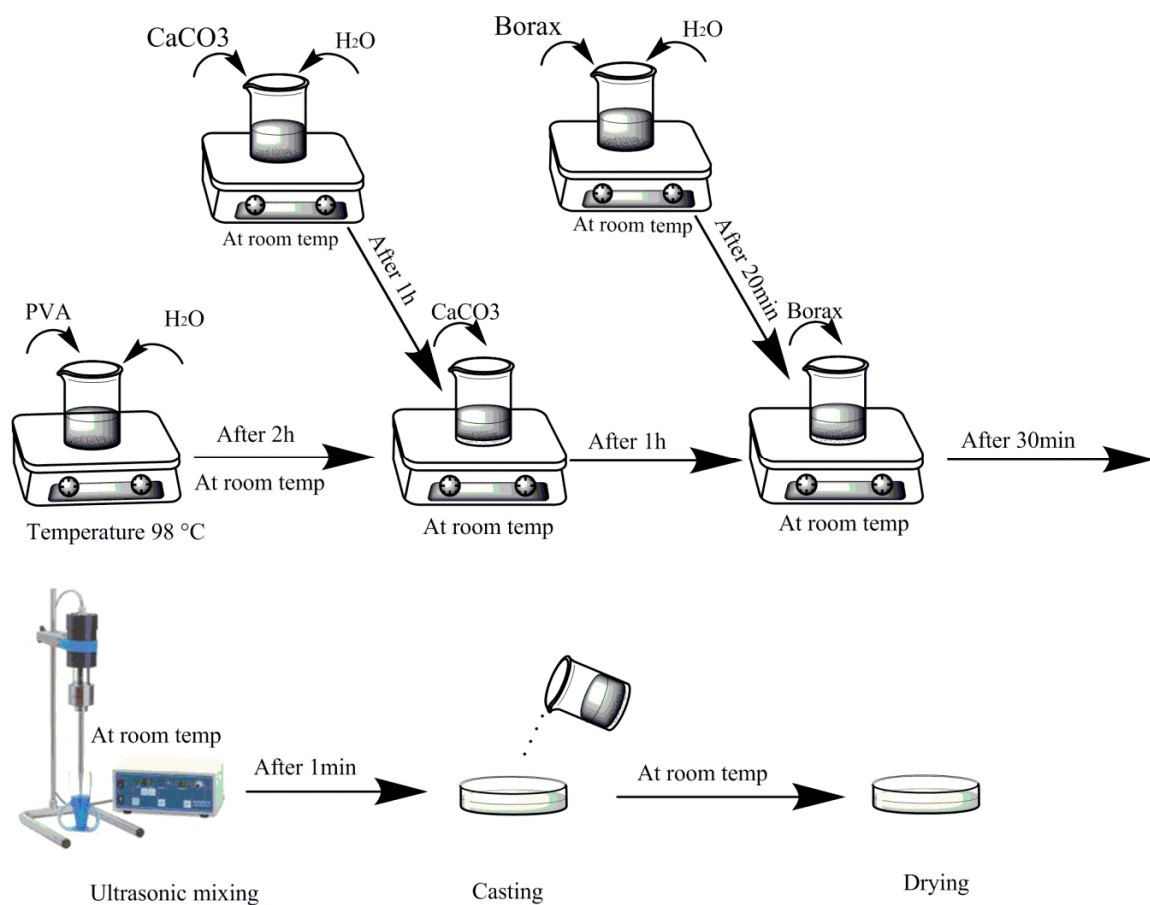 CaCO3
H2O
Borax
H2O
At room temp
At room temp
After 1h
After 20min
PVA
H2O
CaCO3
Borax
After 2h
At room temp
After 1h
After 30min
Temperature 98 °C
At room temp
At room temp
At room temp
After 1min
At room temp
Ultrasonic mixing
Casting
Drying